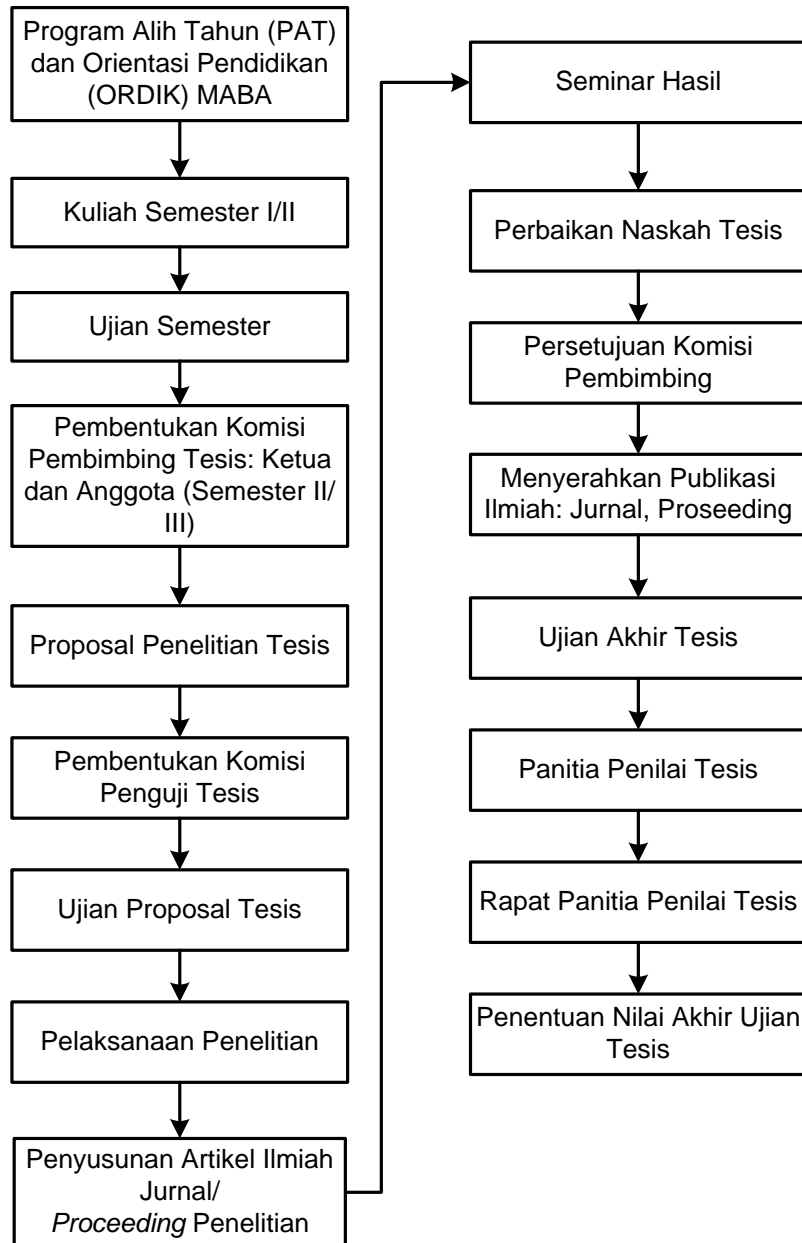 Program Alih Tahun (PAT)
dan Orientasi Pendidikan
(ORDIK) MABA
Kuliah Semester I/II
Ujian Semester
Pembentukan Komisi
Pembimbing Tesis: Ketua
dan Anggota (Semester II/
III)
Proposal Penelitian Tesis
Pembentukan Komisi
Penguji Tesis
Ujian Proposal Tesis
Pelaksanaan Penelitian
Penyusunan Artikel Ilmiah
Jurnal/
Proceeding Penelitian
Seminar Hasil
Perbaikan Naskah Tesis
Persetujuan Komisi
Pembimbing
Menyerahkan Publikasi
Ilmiah: Jurnal, Proseeding
Ujian Akhir Tesis
Panitia Penilai Tesis
Rapat Panitia Penilai Tesis
Penentuan Nilai Akhir Ujian
Tesis